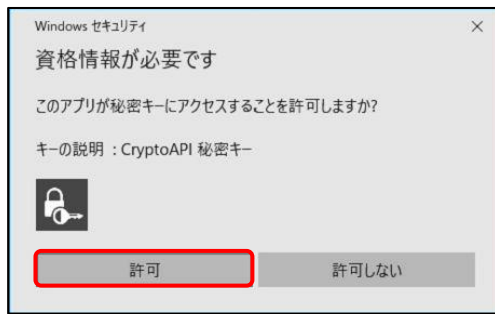 Windows セキュリティ
資格情報が必要です
このアプリが秘密キーにアクセスすることを許可しますか?
キーの説明 : CryptoAPI 秘密キー
許可
許可しない